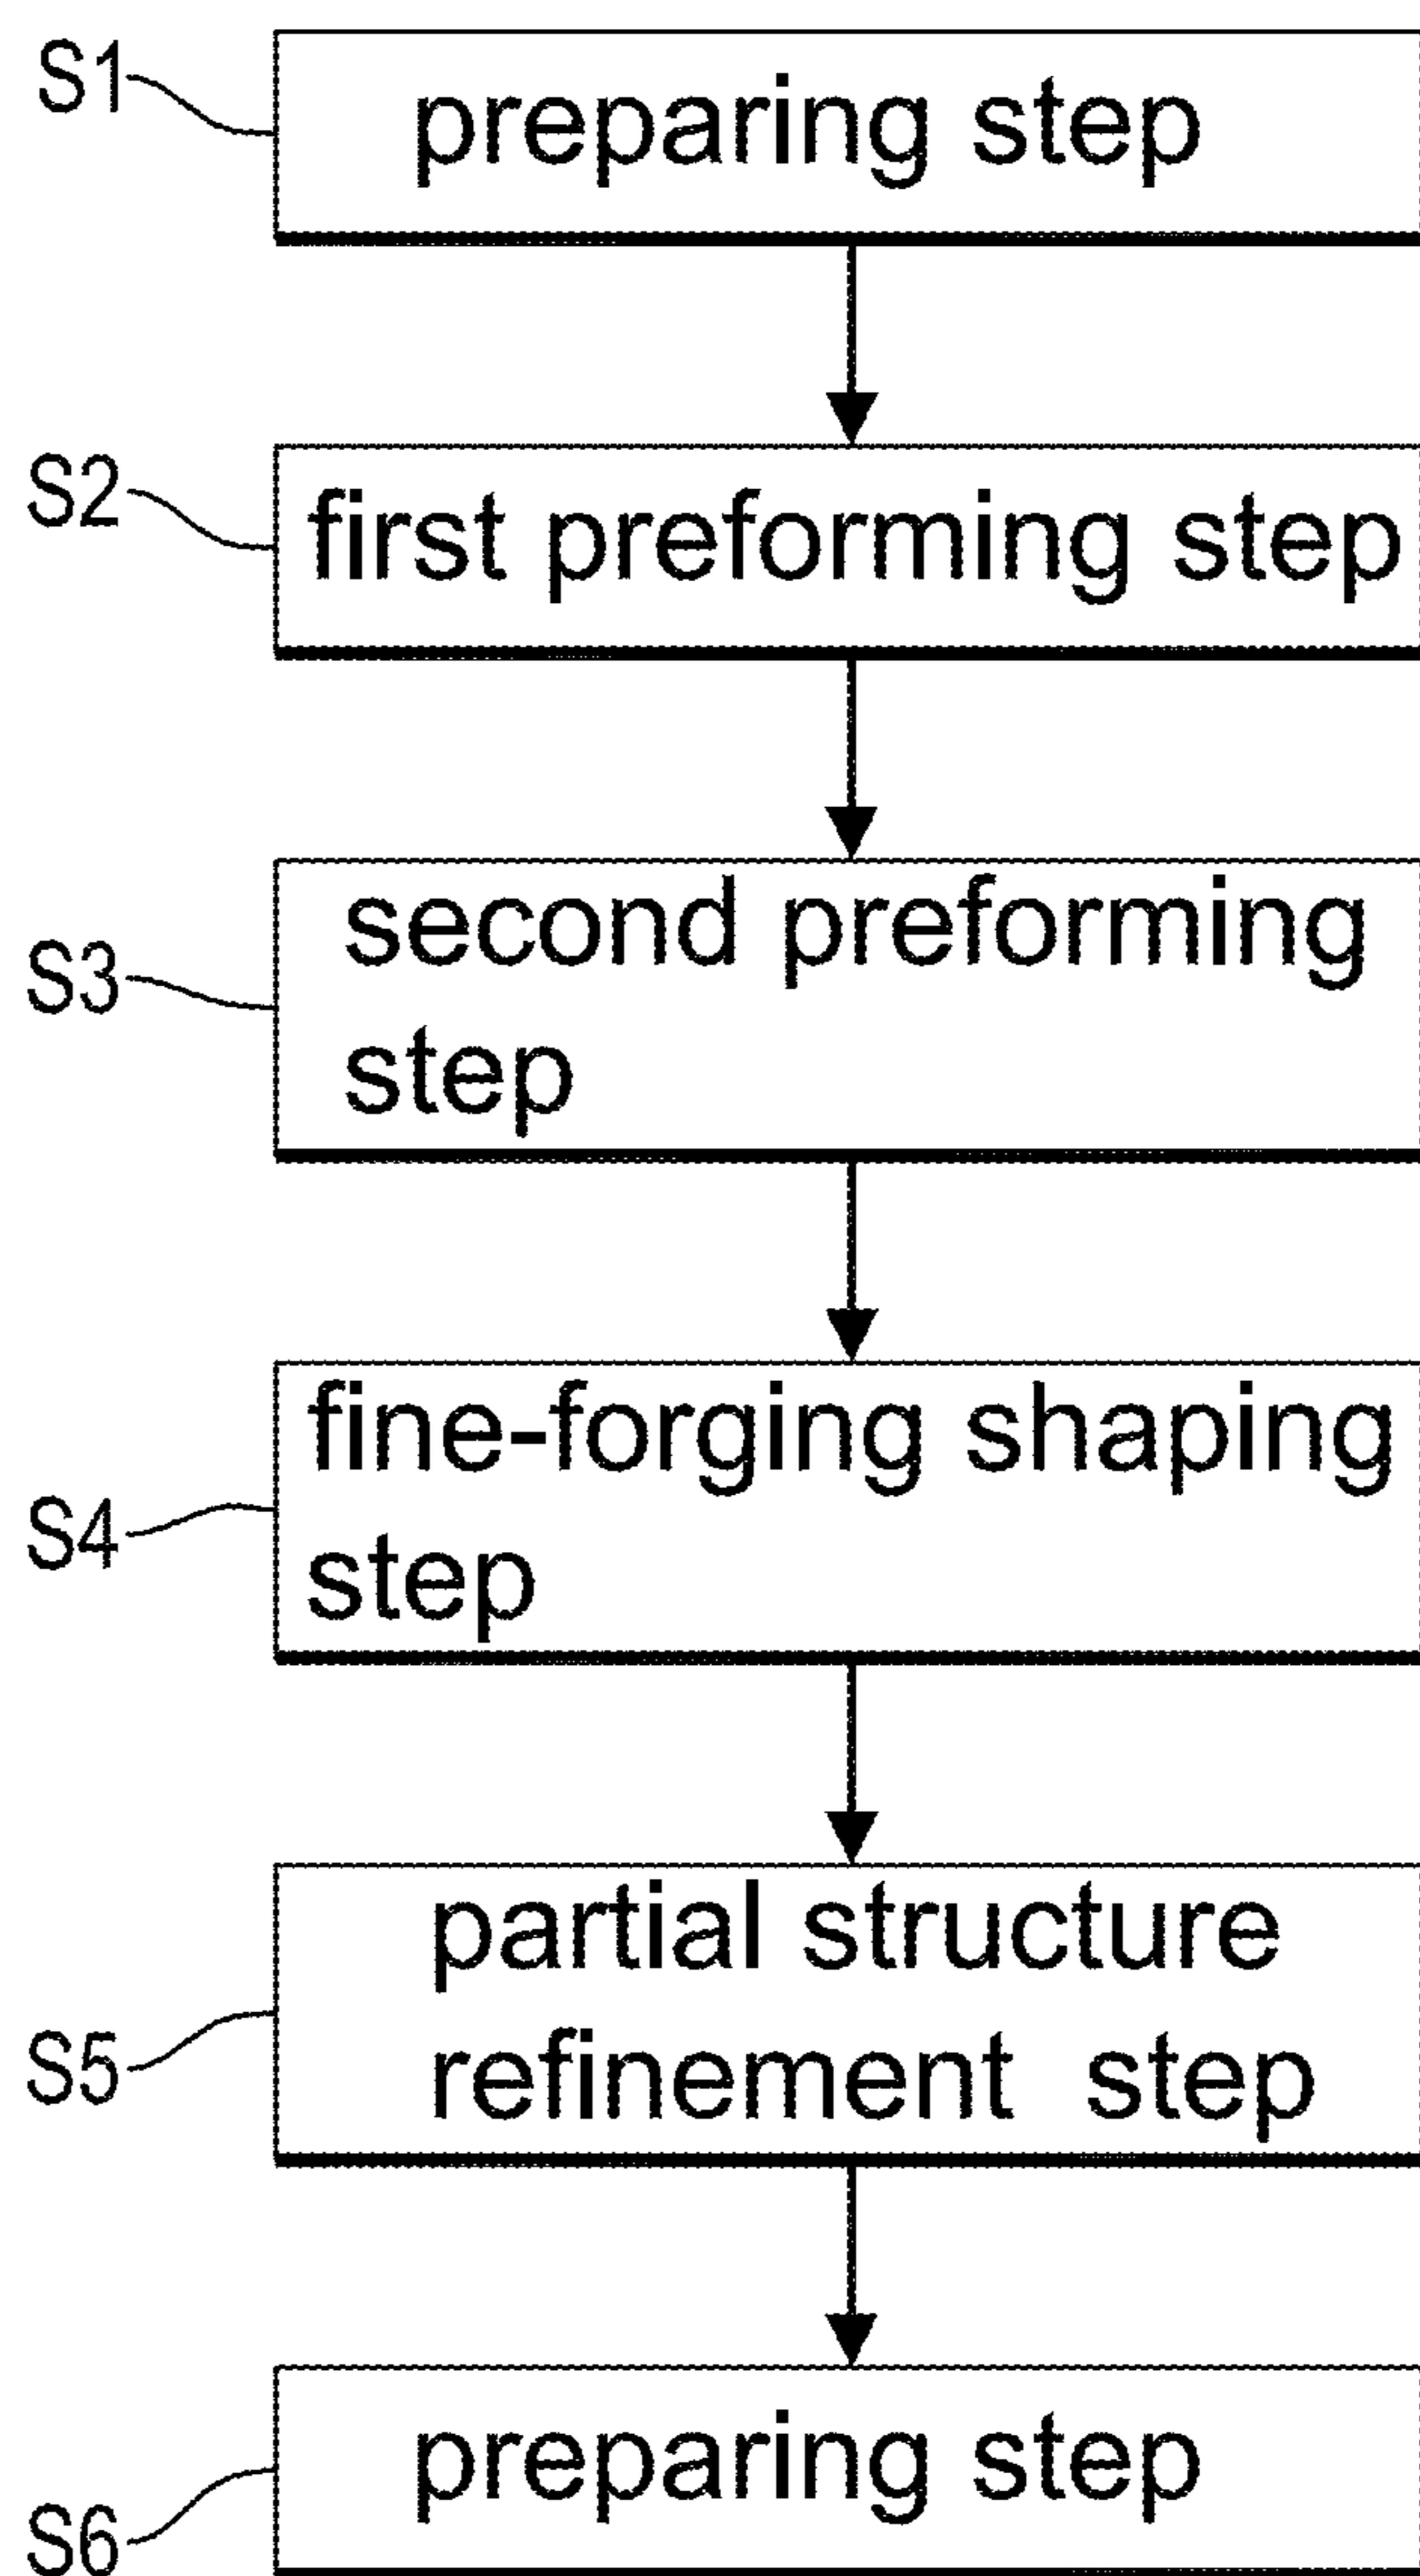 S1
preparing step
S2
first preforming step
S3
second preforming
step
S4
fine-forging shaping
step
S5
partial structure
refinement step
S6
preparing step